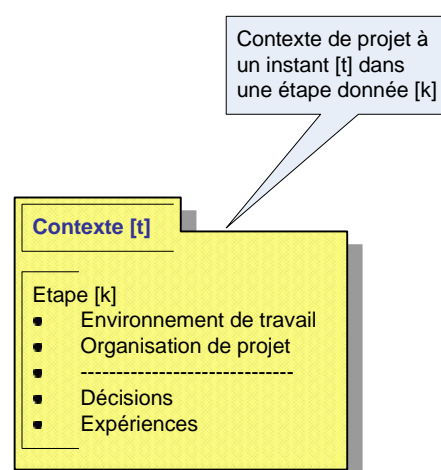 Contexte de projet à
un instant [t] dans
une étape donnée [k]
Contexte [t]
Etape [k]
Environnement de travail
Organisation de projet
-----------------------------
Décisions
Expériences